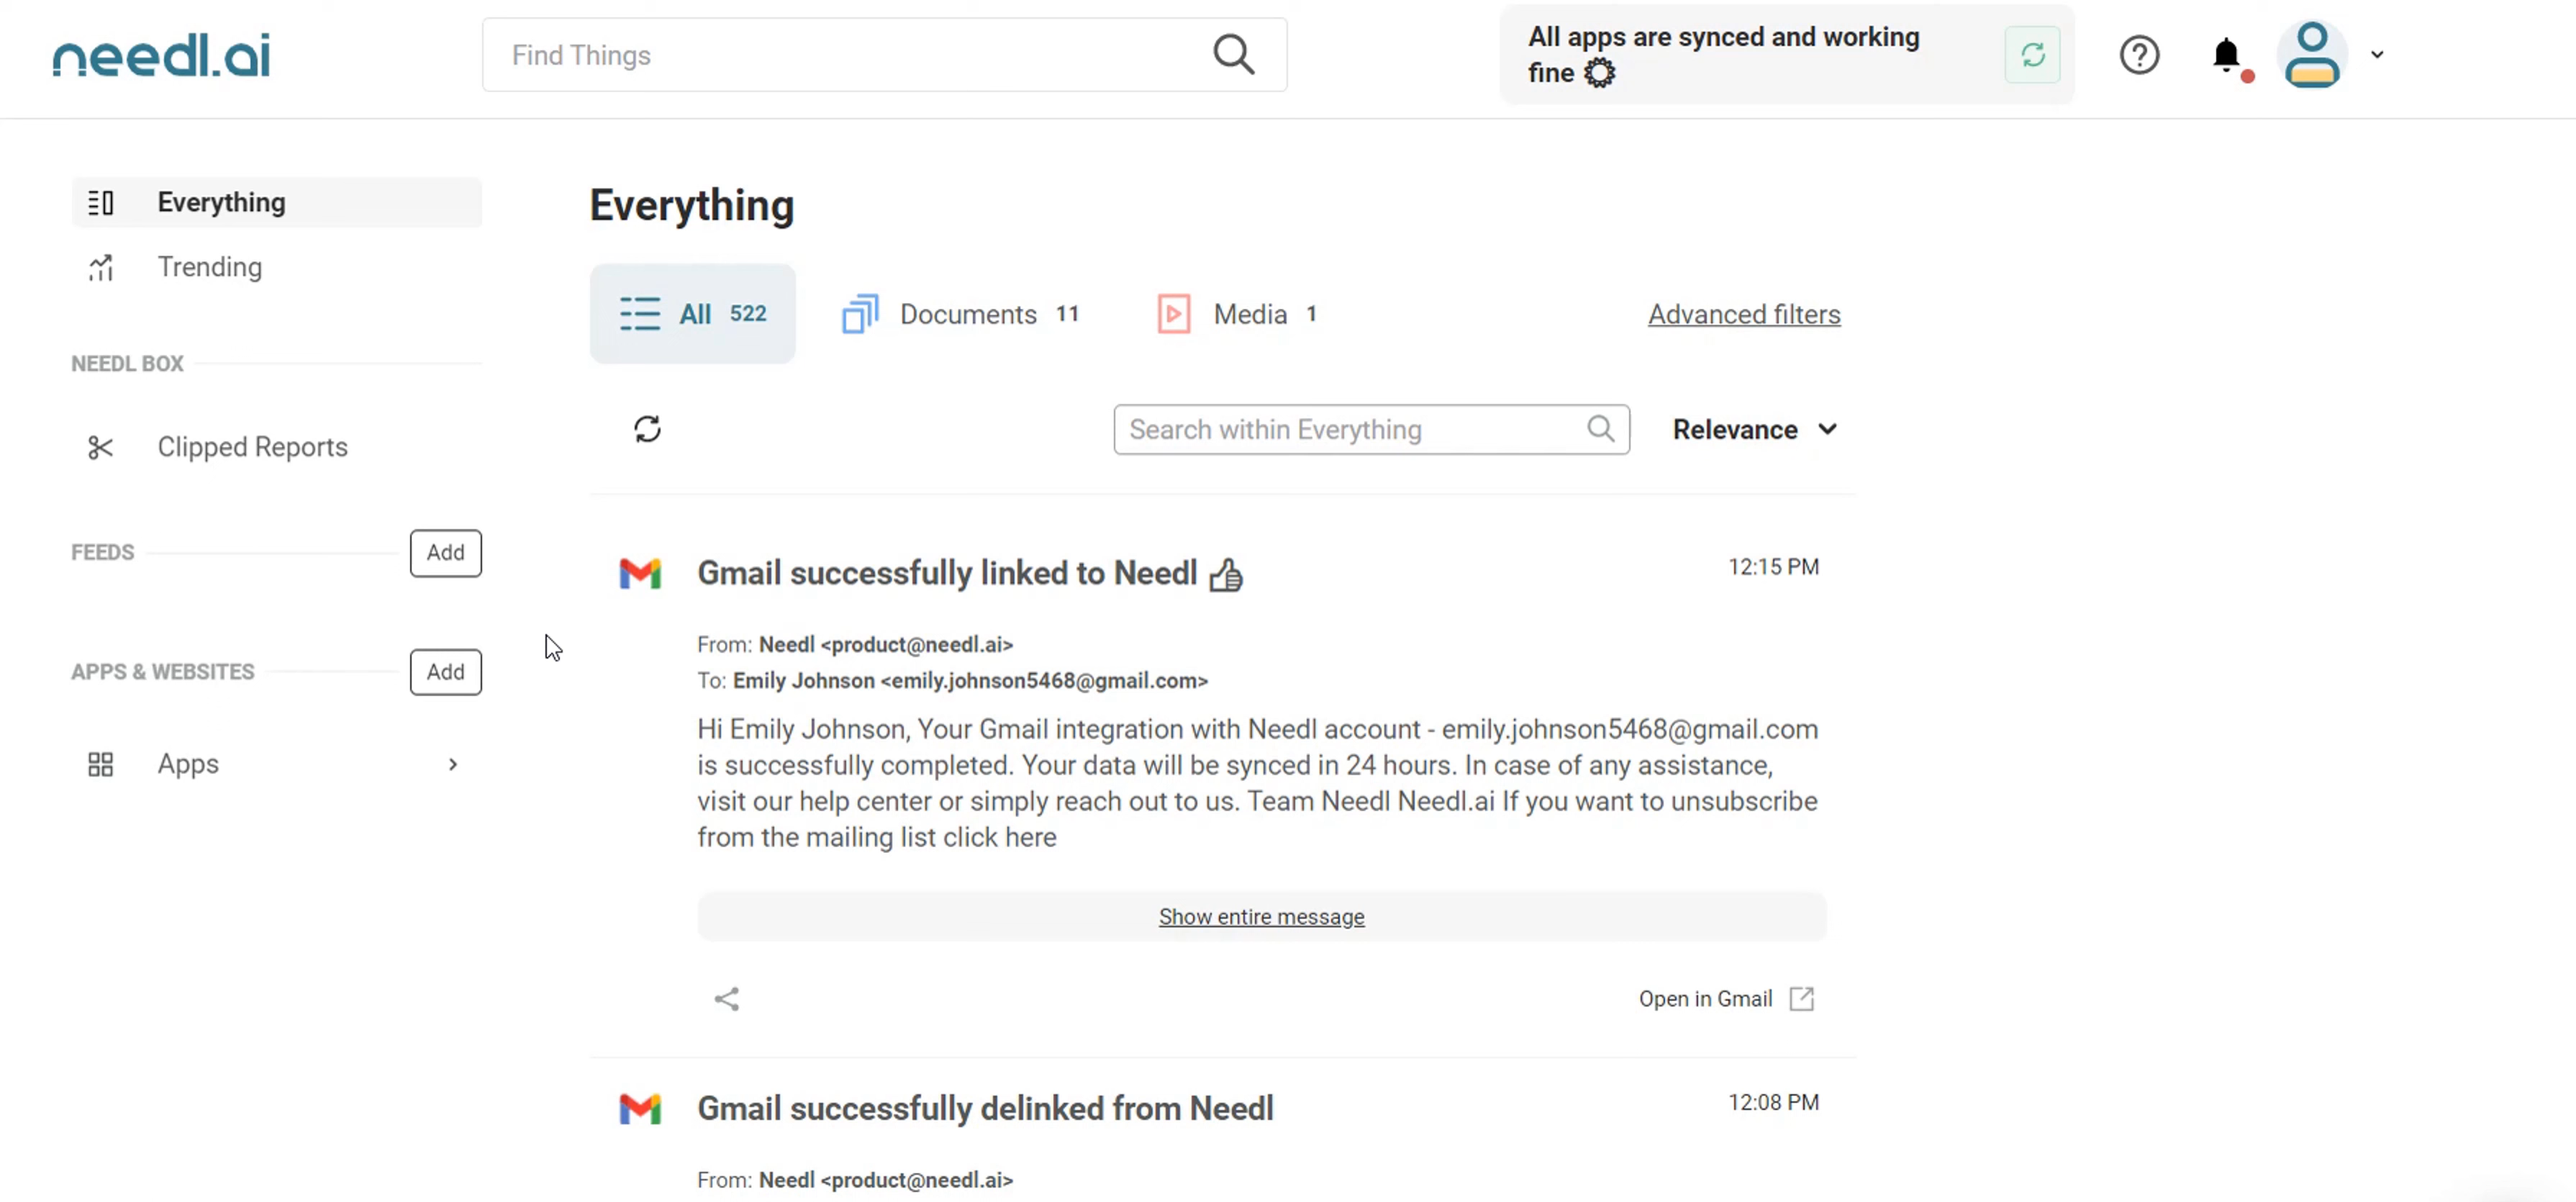 needl.ai
Find Things
All apps are synced and working
fine
Everything
Trending
NEEDL BOX
Clipped Reports
FEEDS
Add
APPS & WEBSITES
Add
Apps
Everything
All 522
Documents 11
Media 1
Advanced filters
Search within Everything
Relevance
Gmail successfully linked to Needl
12:15 PM
From: Needl <product@needl.ai>
To: Emily Johnson <emily.johnson5468@gmail.com>
Hi Emily Johnson, Your Gmail integration with Needl account - emily.johnson5468@gmail.com
is successfully completed. Your data will be synced in 24 hours. In case of any assistance,
visit our help center or simply reach out to us. Team Needl Needl.ai If you want to unsubscribe
from the mailing list click here
Show entire message
Open in Gmail
Gmail successfully delinked from Needl
12:08 PM
From: Needl <product@needl.ai>